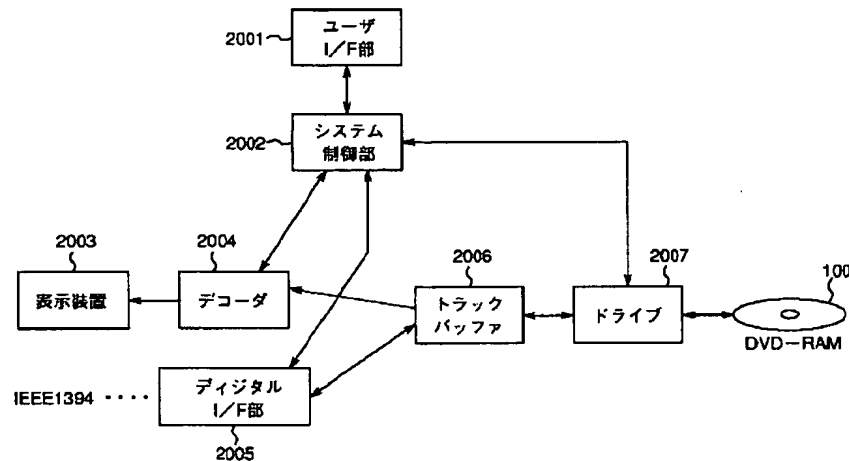 2001
ユーザ
I/F部
2002
システム
制御部
2003
表示装置
2004
デコーダ
2006
トラック
バッファ
2007
ドライブ
100
DVD-RAM
IEEE1394 ････
ディジタル
I/F部
2005